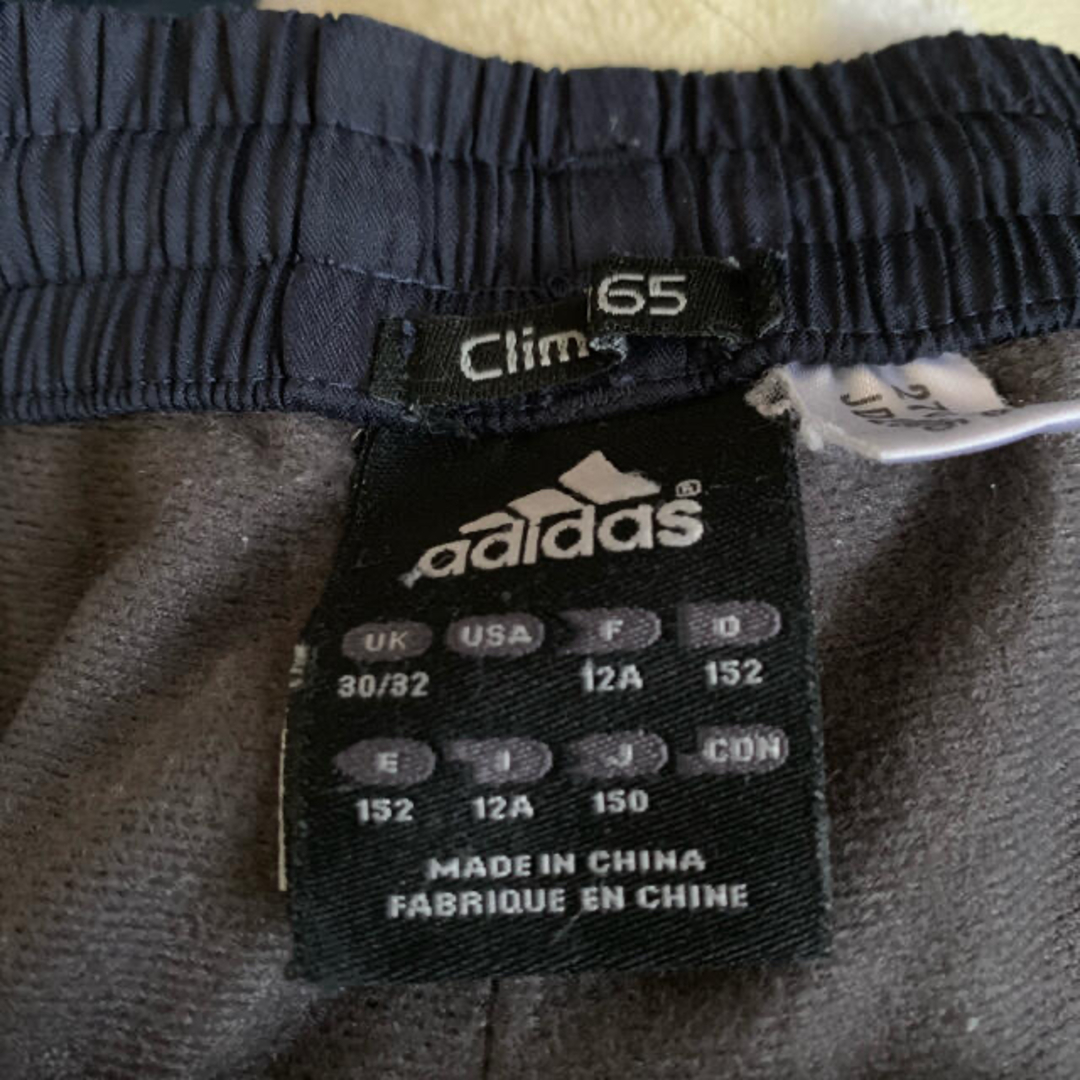 65
Clim
adidas®
UK USA F D
30/32 12A 152
E I J CDN
152 12A 150
MADE IN CHINA
FABRIQUE EN CHINE